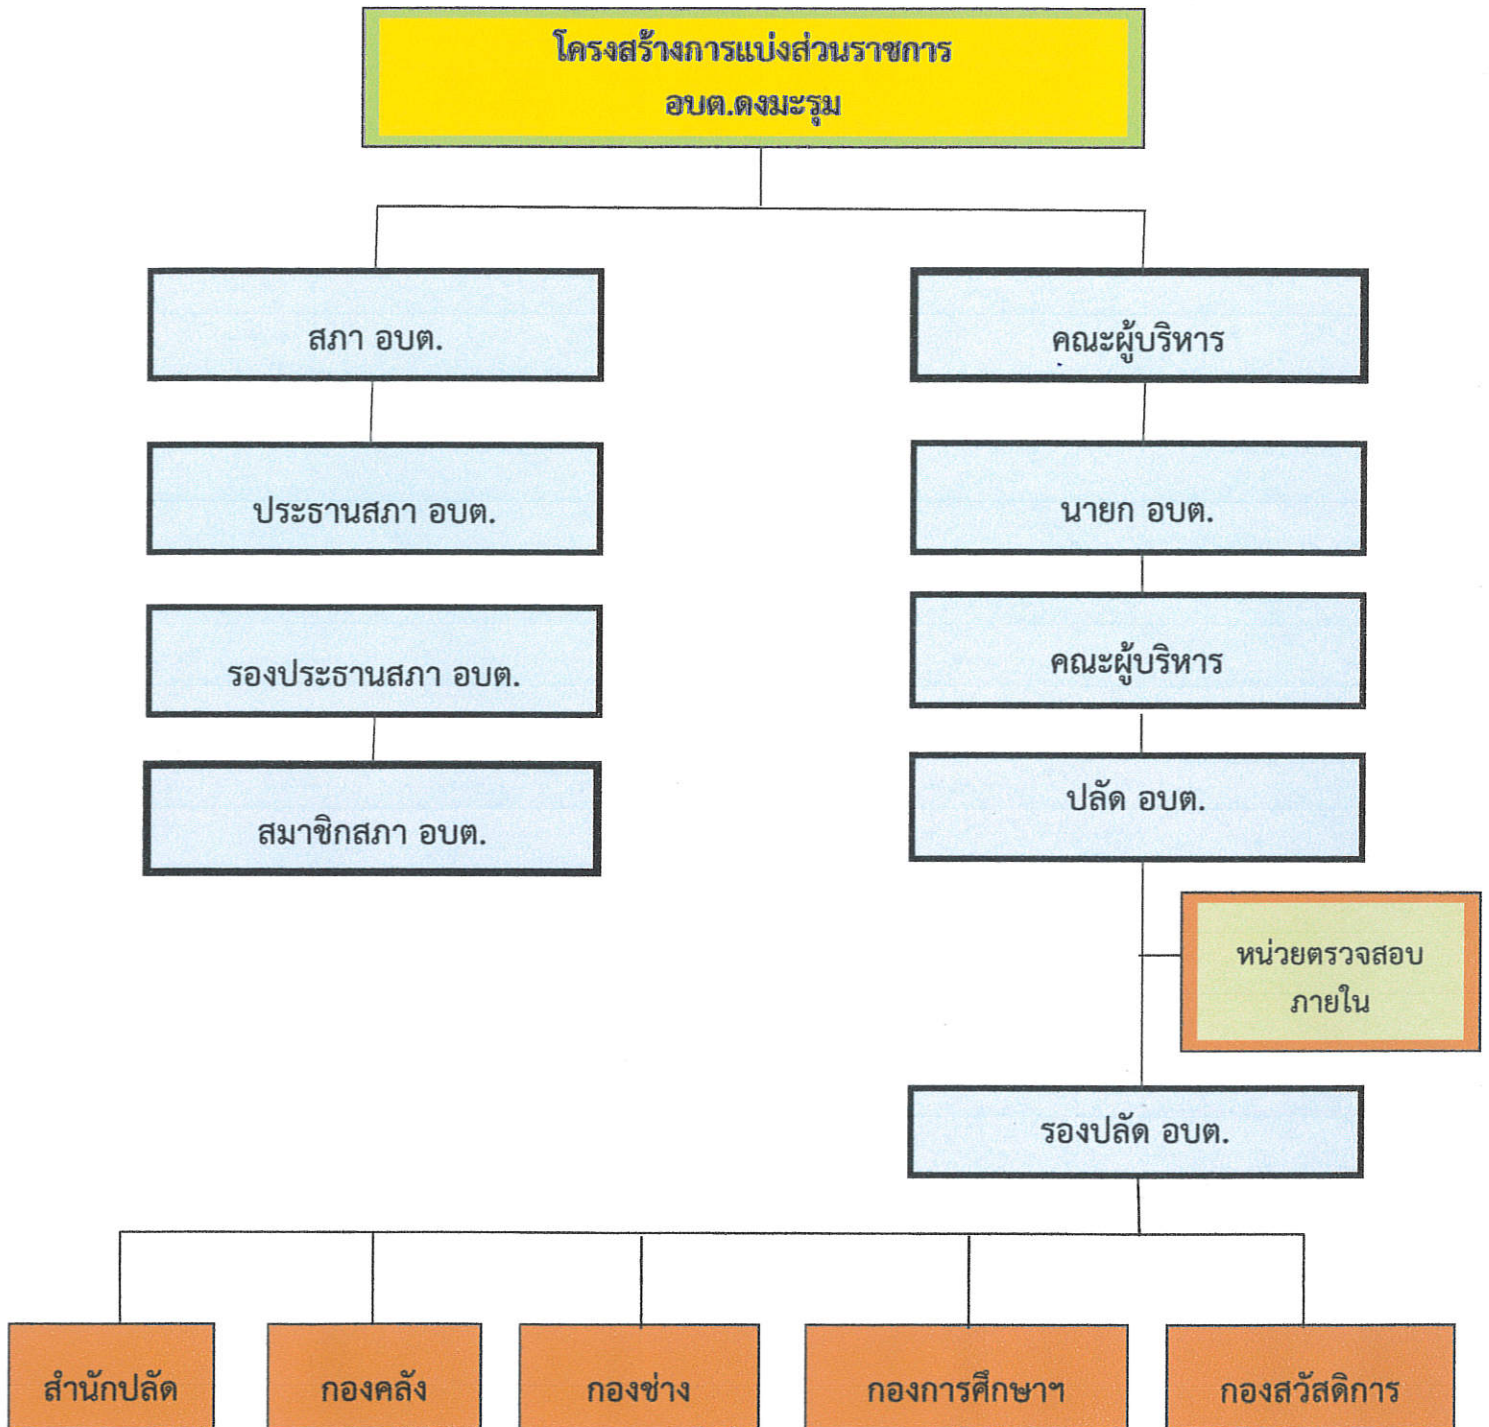 โครงสร้างการแบ่งส่วนราชการ
อบต.ดงมะรุม
สภา อบต.
คณะผู้บริหาร
ประธานสภา อบต.
นายก อบต.
รองประธานสภา อบต.
คณะผู้บริหาร
สมาชิกสภา อบต.
ปลัด อบต.
หน่วยตรวจสอบ
ภายใน
รองปลัด อบต.
สำนักปลัด
กองคลัง
กองช่าง
กองการศึกษาฯ
กองสวัสดิการ